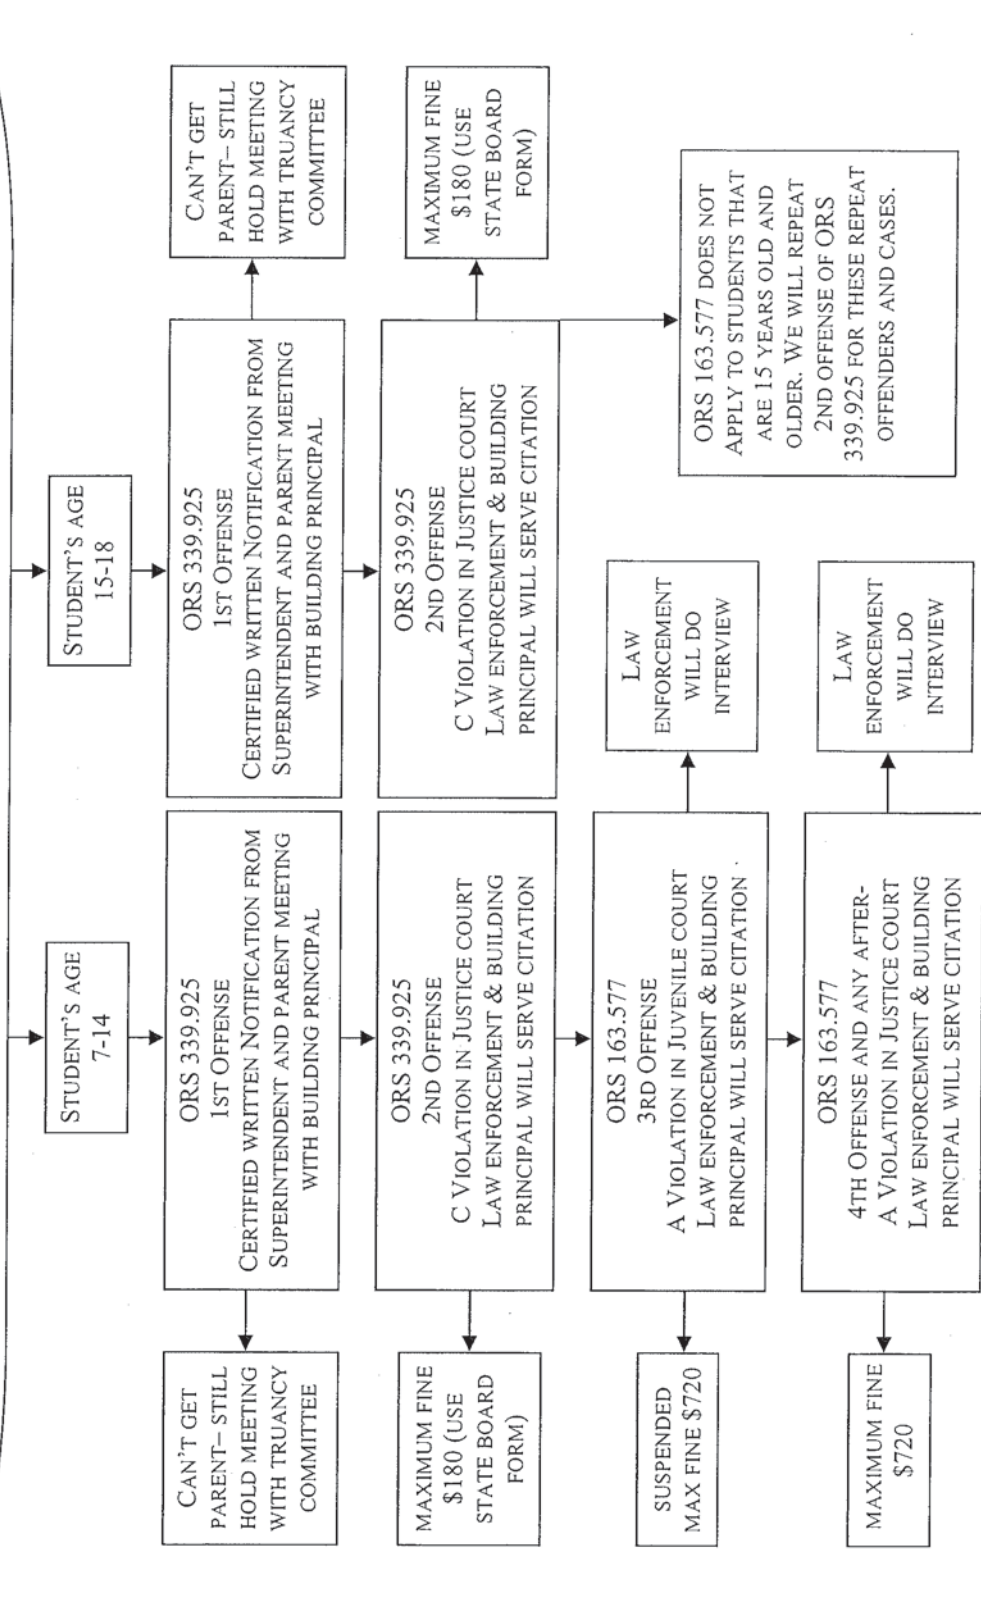 STUDENT'S AGE
7-14
STUDENT'S AGE
15-18
CAN'T GET
PARENT– STILL
HOLD MEETING
WITH TRUANCY
COMMITTEE
ORS 339.925
1ST OFFENSE
CERTIFIED WRITTEN NOTIFICATION FROM
SUPERINTENDENT AND PARENT MEETING
WITH BUILDING PRINCIPAL
ORS 339.925
1ST OFFENSE
CERTIFIED WRITTEN NOTIFICATION FROM
SUPERINTENDENT AND PARENT MEETING
WITH BUILDING PRINCIPAL
CAN'T GET
PARENT– STILL
HOLD MEETING
WITH TRUANCY
COMMITTEE
MAXIMUM FINE
$180 (USE
STATE BOARD
FORM)
ORS 339.925
2ND OFFENSE
C VIOLATION IN JUSTICE COURT
LAW ENFORCEMENT & BUILDING
PRINCIPAL WILL SERVE CITATION
ORS 339.925
2ND OFFENSE
C VIOLATION IN JUSTICE COURT
LAW ENFORCEMENT & BUILDING
PRINCIPAL WILL SERVE CITATION
MAXIMUM FINE
$180 (USE
STATE BOARD
FORM)
SUSPENDED
MAX FINE $720
ORS 163.577
3RD OFFENSE
A VIOLATION IN JUVENILE COURT
LAW ENFORCEMENT & BUILDING
PRINCIPAL WILL SERVE CITATION
LAW
ENFORCEMENT
WILL DO
INTERVIEW
ORS 163.577 DOES NOT
APPLY TO STUDENTS THAT
ARE 15 YEARS OLD AND
OLDER. WE WILL REPEAT
2ND OFFENSE OF ORS
339.925 FOR THESE REPEAT
OFFENDERS AND CASES.
MAXIMUM FINE
$720
ORS 163.577
4TH OFFENSE AND ANY AFTER-
A VIOLATION IN JUSTICE COURT
LAW ENFORCEMENT & BUILDING
PRINCIPAL WILL SERVE CITATION
LAW
ENFORCEMENT
WILL DO
INTERVIEW